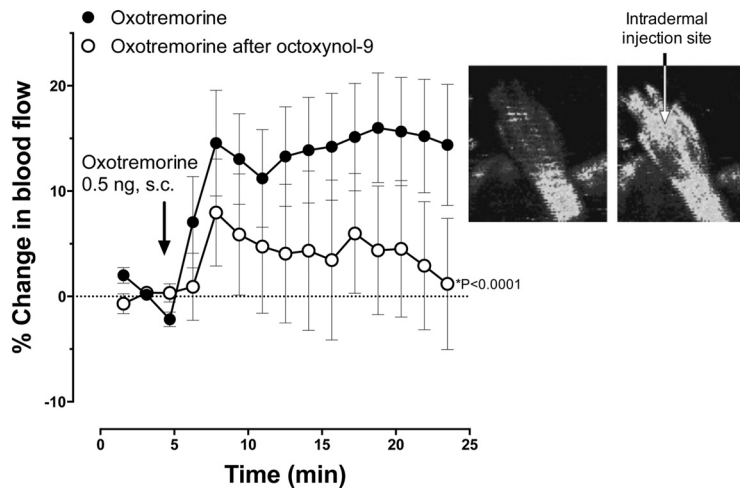 Oxotremorine
Oxotremorine after octoxynol-9
Intradermal
injection site
20
10
0
-10
% Change in blood flow
Oxotremorine
0.5 ng, s.c.
*P<0.0001
0 5 10 15 20 25
Time (min)